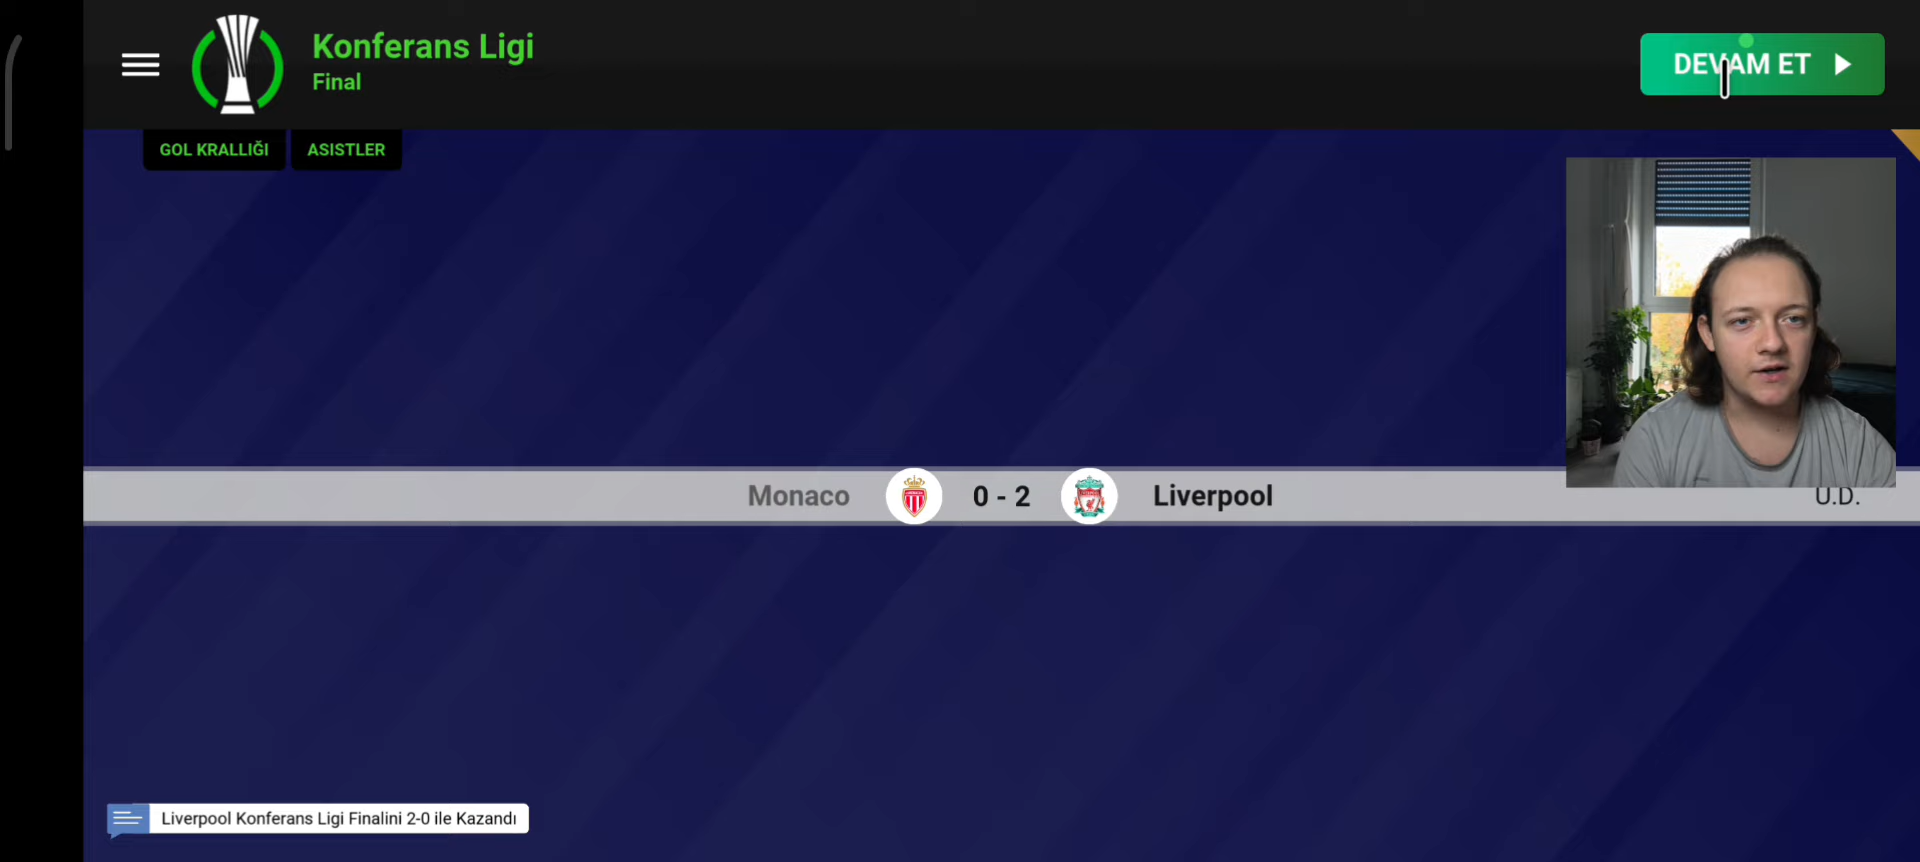 Konferans Ligi
Final
DEVAM ET
GOL KRALLIĞI
ASISTLER
Monaco 0 - 2 Liverpool
U.D.
Liverpool Konferans Ligi Finalini 2-0 ile Kazandı